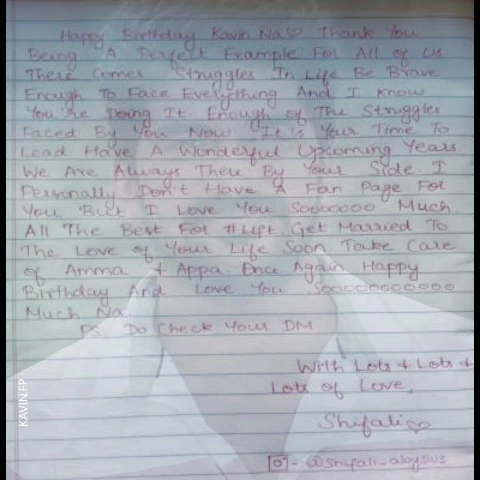 Happy Birthday Kavin Na♡ Thank You
Being A Perfect Example For All of Us
There Comes Struggles In Life Be Brave
Enough To Face Everything And I know
You're Doing It. Enough of The Struggles
Faced By You Now It's Your Time To
Lead Have A Wonderful Upcoming Years
We Are Always There By Your Side I
Personally Don't Have A Fan Page For
You But I Love You Sooooooo Much
All The Best For #Lift Get Married To
The Love of Your Life Soon Take Care
of Amma + Appa Once Again Happy
Birthday And Love You Sooooooooooo
Much Na
PS. Do Check Your DM
With Lots + Lots +
Lots of Love,
Shifali♡
@shifali_aloysius
KAVIN.FP